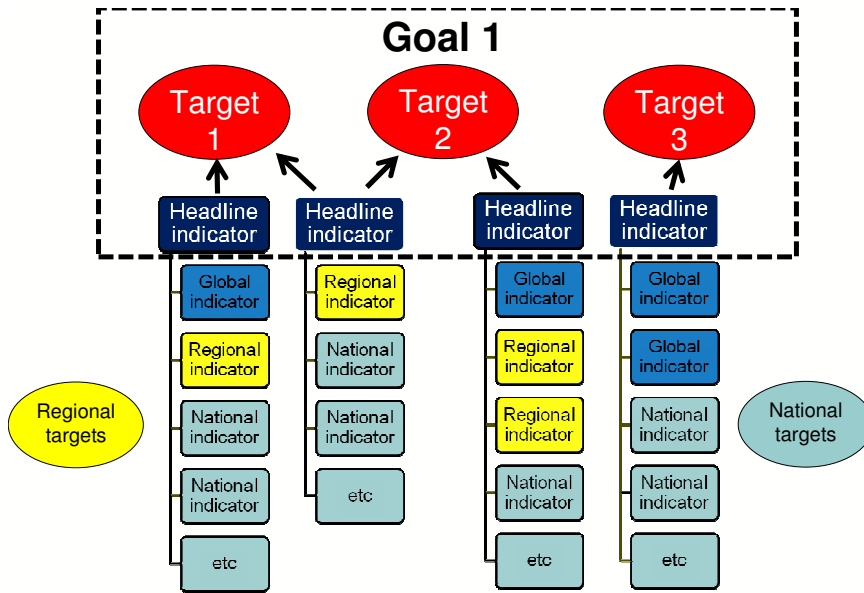 Goal 1
Target
1
Target
2
Target
3
Headline
indicator
Headline
indicator
Headline
indicator
Headline
indicator
Global
indicator
Regional
indicator
National
indicator
National
indicator
etc
Regional
indicator
National
indicator
National
indicator
etc
Global
indicator
Regional
indicator
Regional
indicator
National
indicator
etc
Global
indicator
Global
indicator
National
indicator
National
indicator
etc
Regional
targets
National
targets